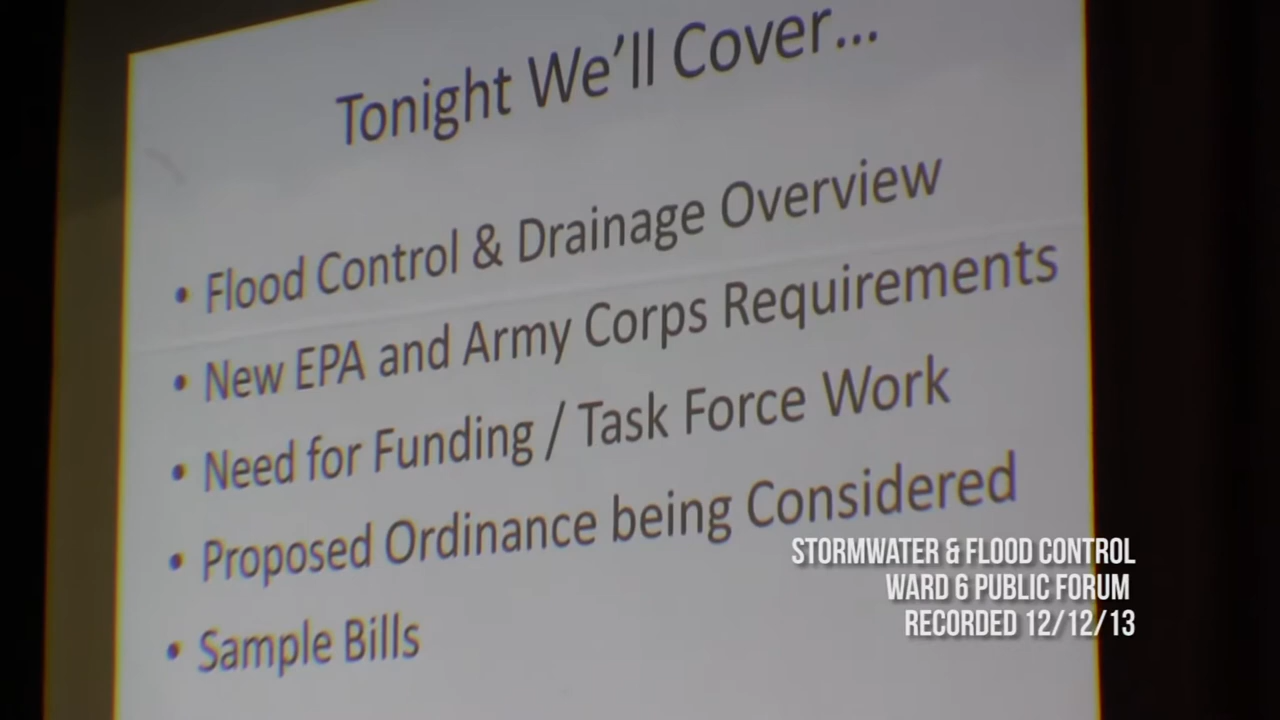 Tonight We'll Cover...
• Flood Control & Drainage Overview
• New EPA and Army Corps Requirements
• Need for Funding / Task Force Work
• Proposed Ordinance being Considered
• Sample Bills
STORMWATER & FLOOD CONTROL
WARD 6 PUBLIC FORUM
RECORDED 12/12/13